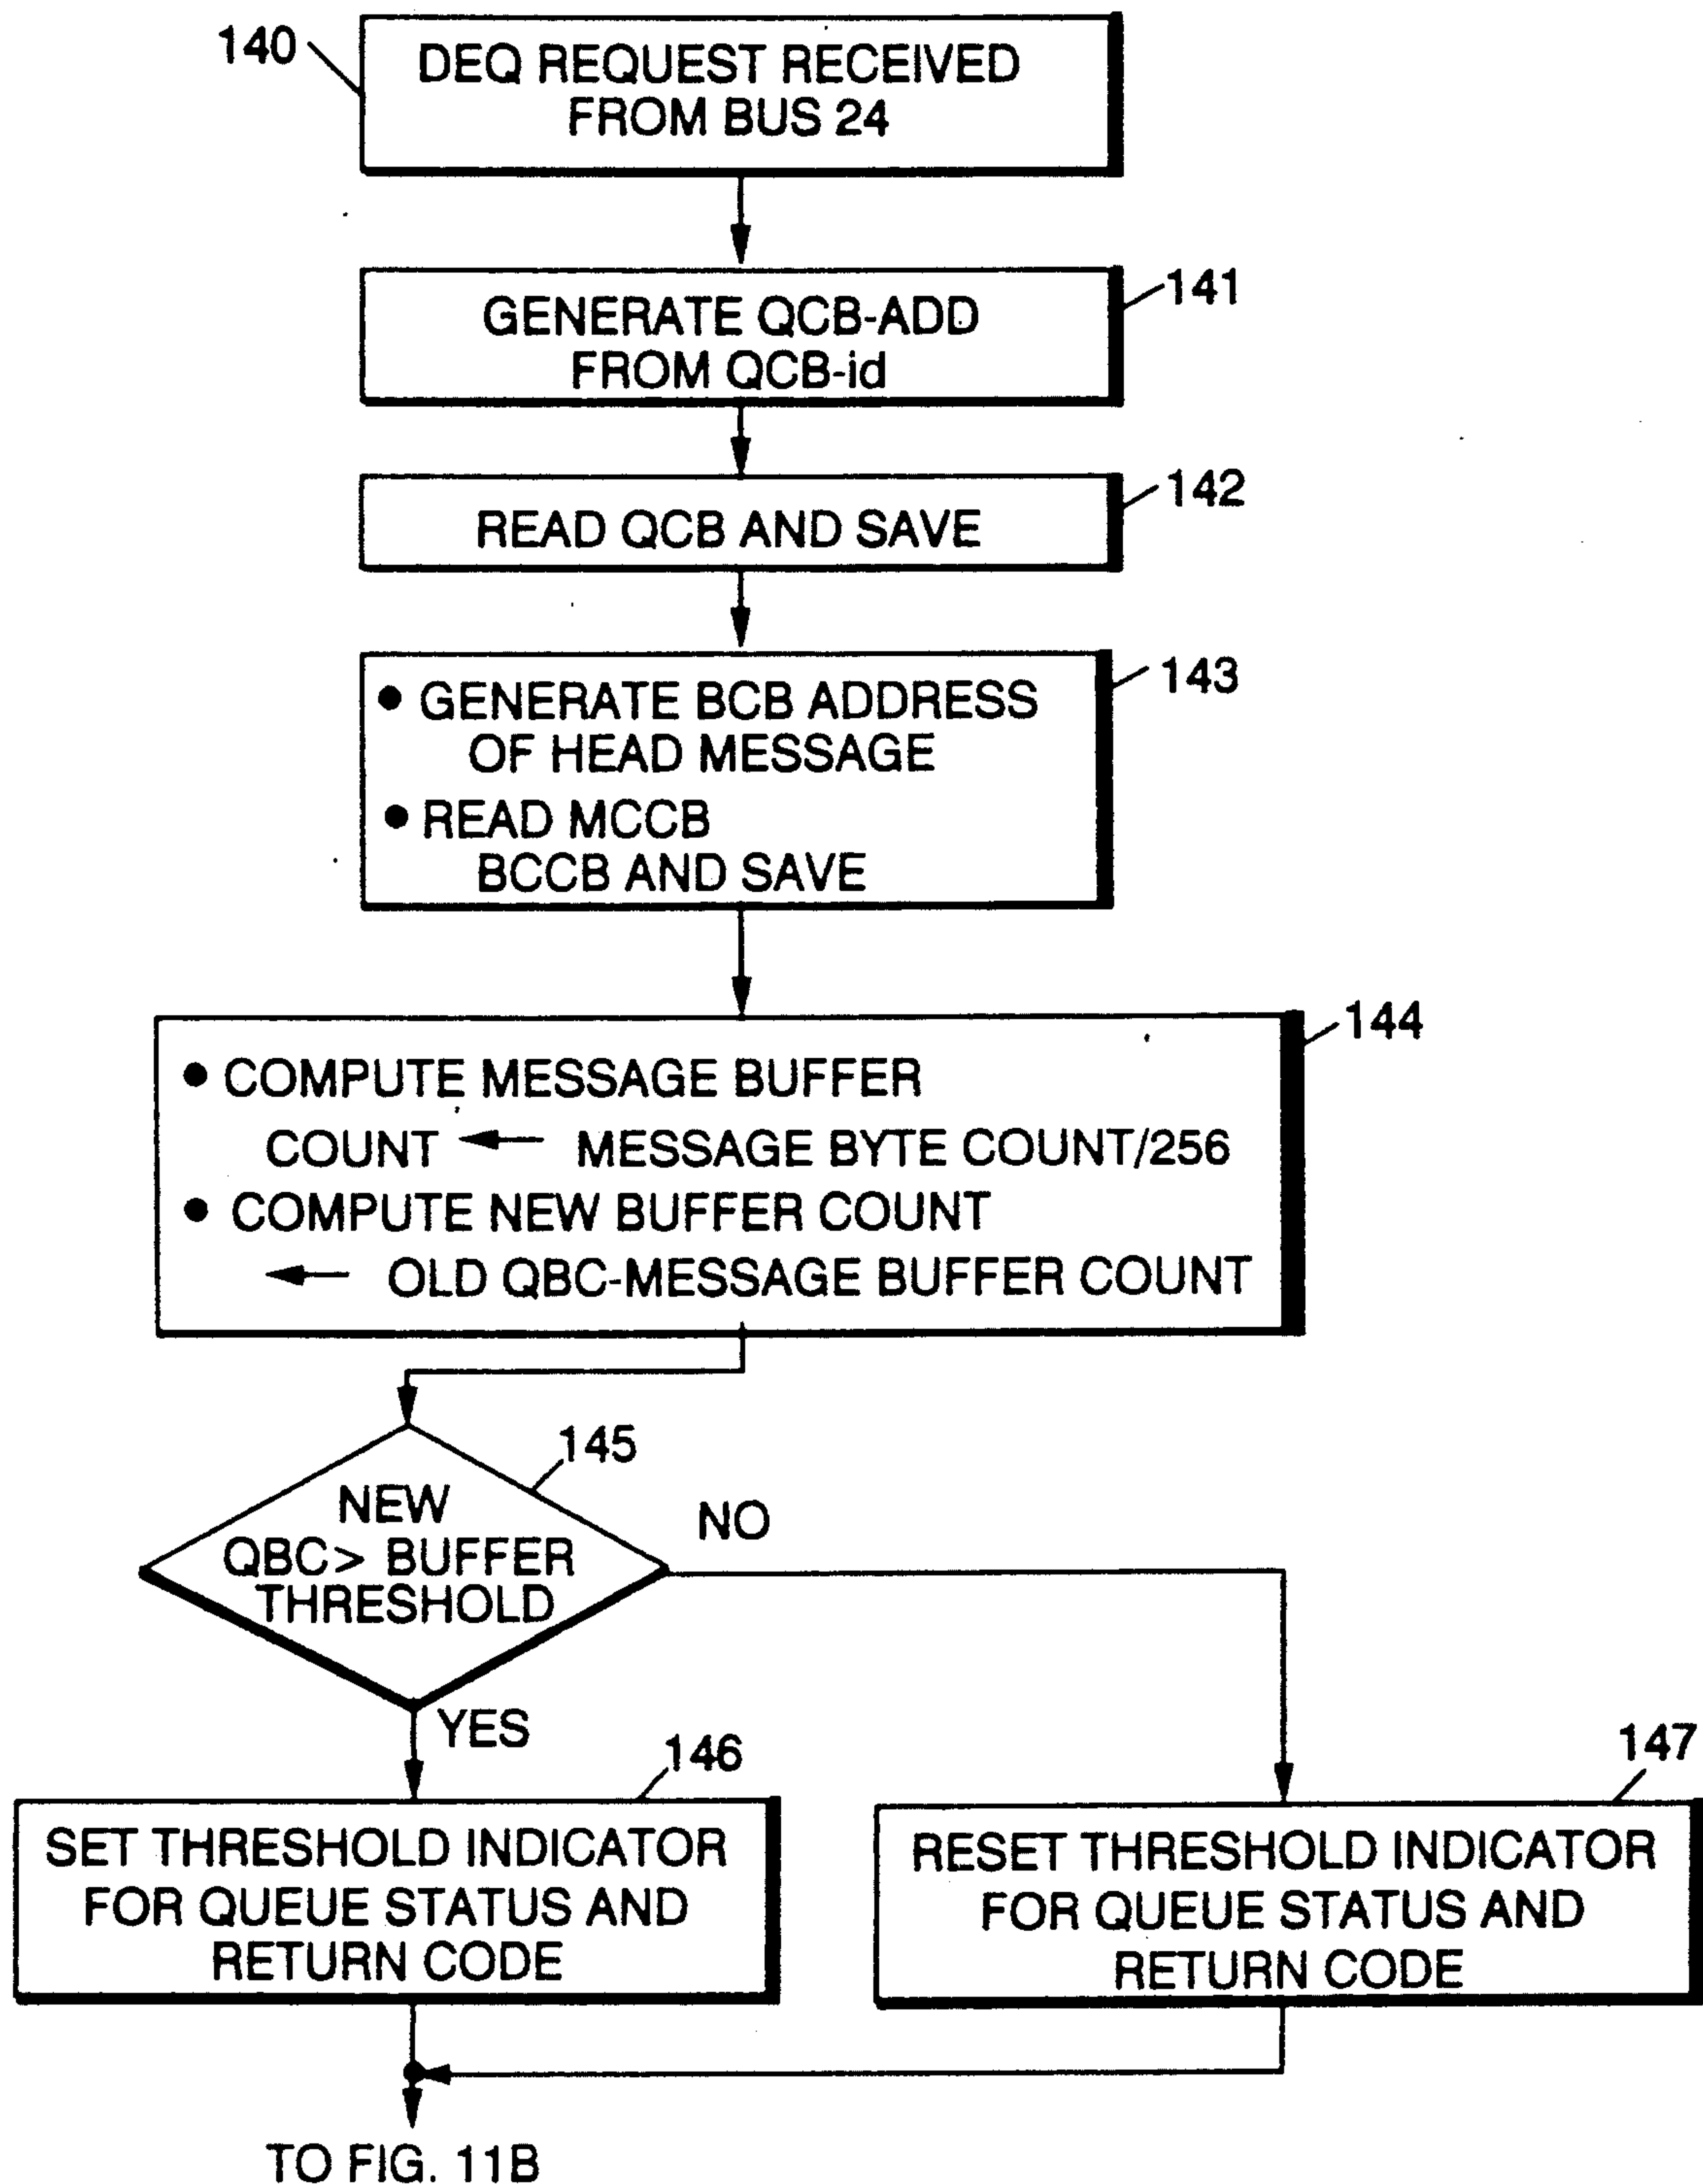 140
DEQ REQUEST RECEIVED
FROM BUS 24
141
GENERATE QCB-ADD
FROM QCB-id
142
READ QCB AND SAVE
143
● GENERATE BCB ADDRESS
OF HEAD MESSAGE
● READ MCCB
BCCB AND SAVE
144
● COMPUTE MESSAGE BUFFER
COUNT ← MESSAGE BYTE COUNT/256
● COMPUTE NEW BUFFER COUNT
← OLD QBC-MESSAGE BUFFER COUNT
145
NEW
QBC> BUFFER
THRESHOLD
NO
YES
146
SET THRESHOLD INDICATOR
FOR QUEUE STATUS AND
RETURN CODE
147
RESET THRESHOLD INDICATOR
FOR QUEUE STATUS AND
RETURN CODE
TO FIG. 11B